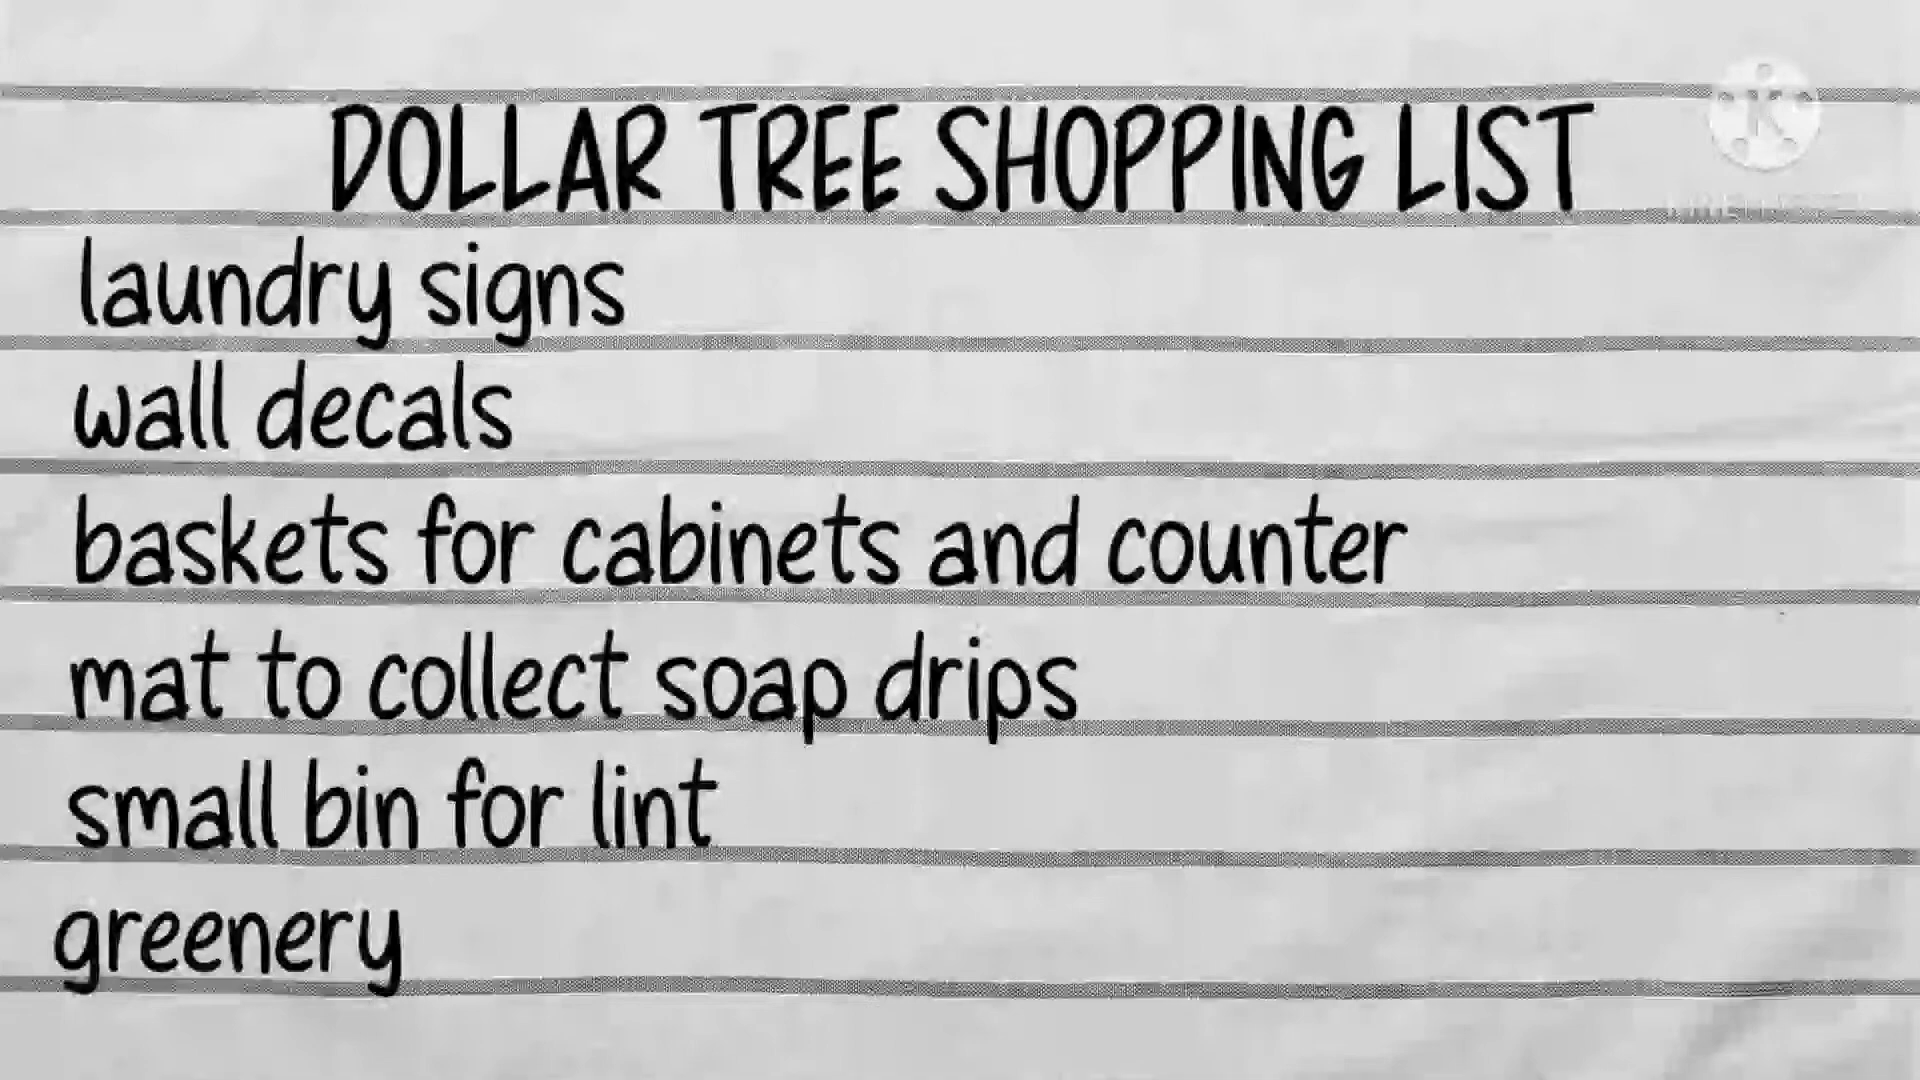 DOLLAR TREE SHOPPING LIST
laundry signs
wall decals
baskets for cabinets and counter
mat to collect soap drips
small bin for lint
greenery